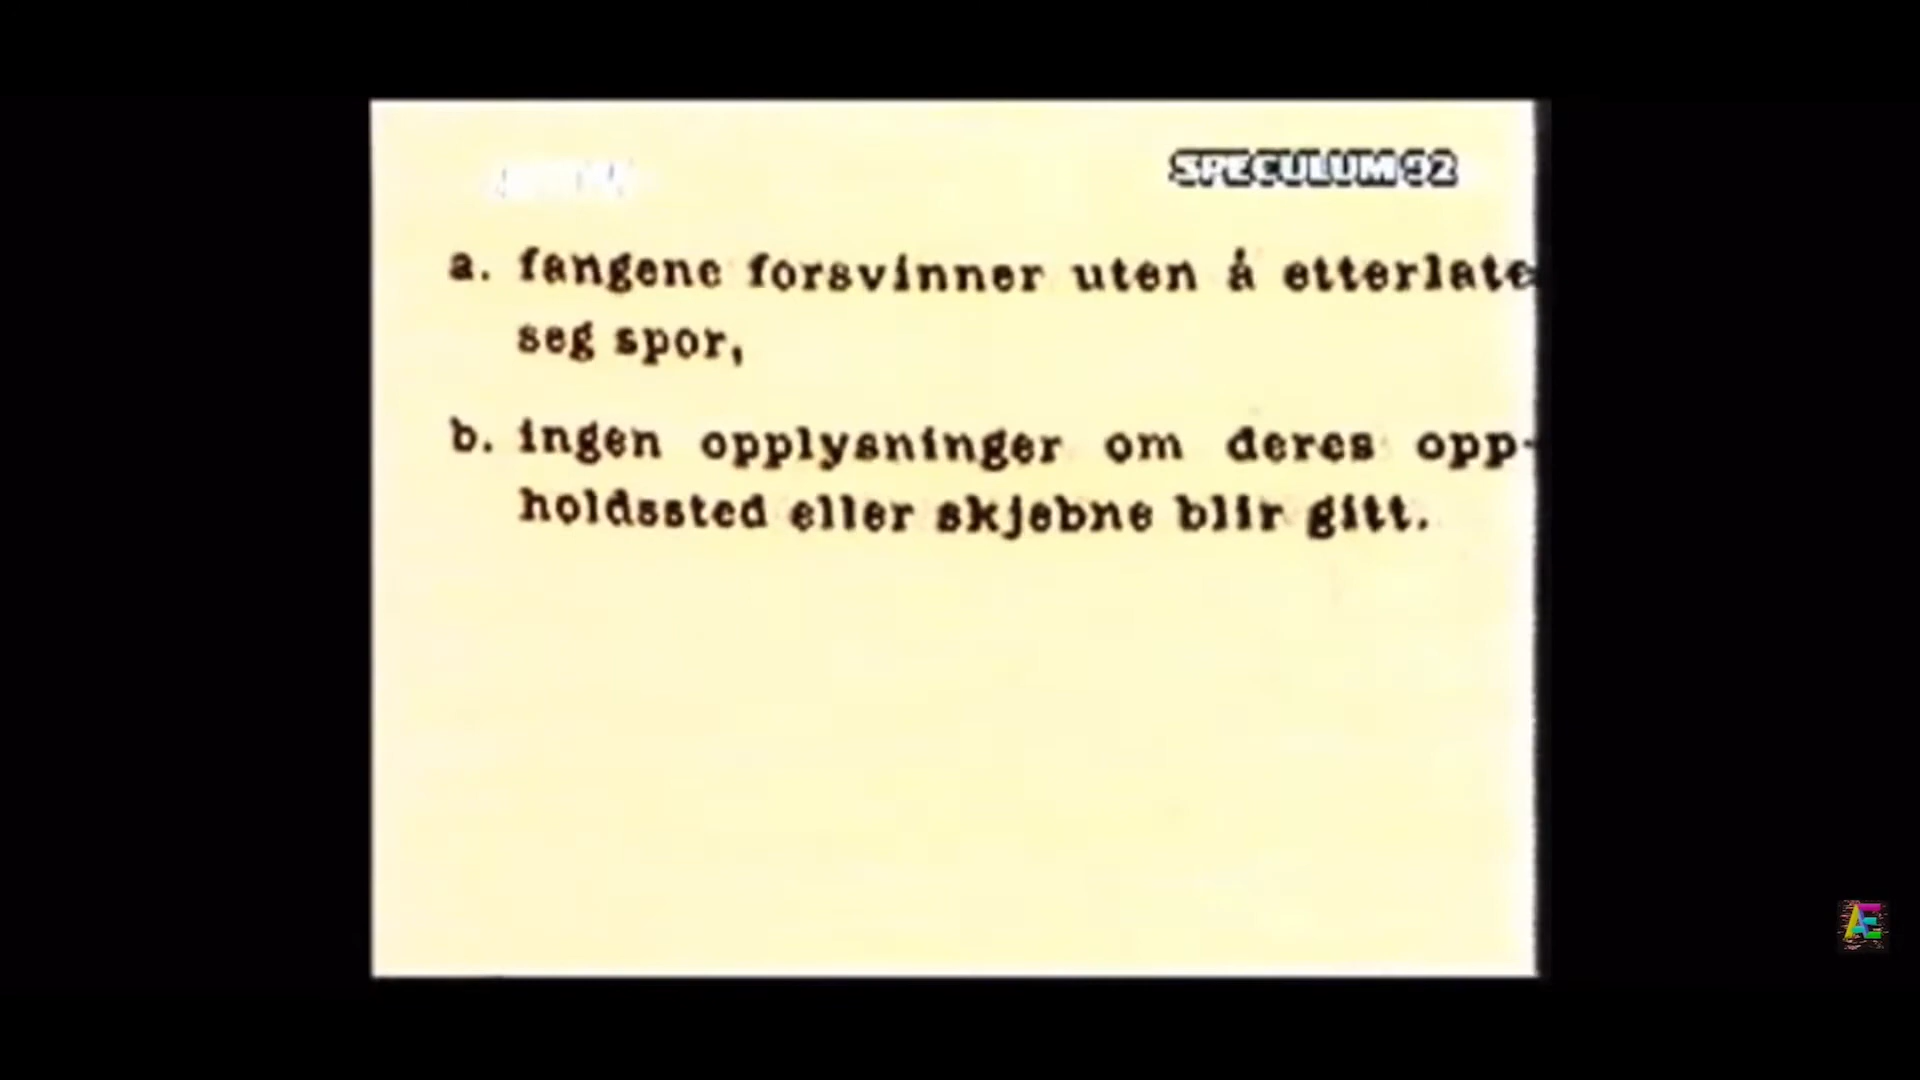 SPECULUM 92
a. fangene forsvinner uten å etterlate
seg spor,
b. ingen opplysninger om deres opp-
holdssted eller skjebne blir gitt.
Æ